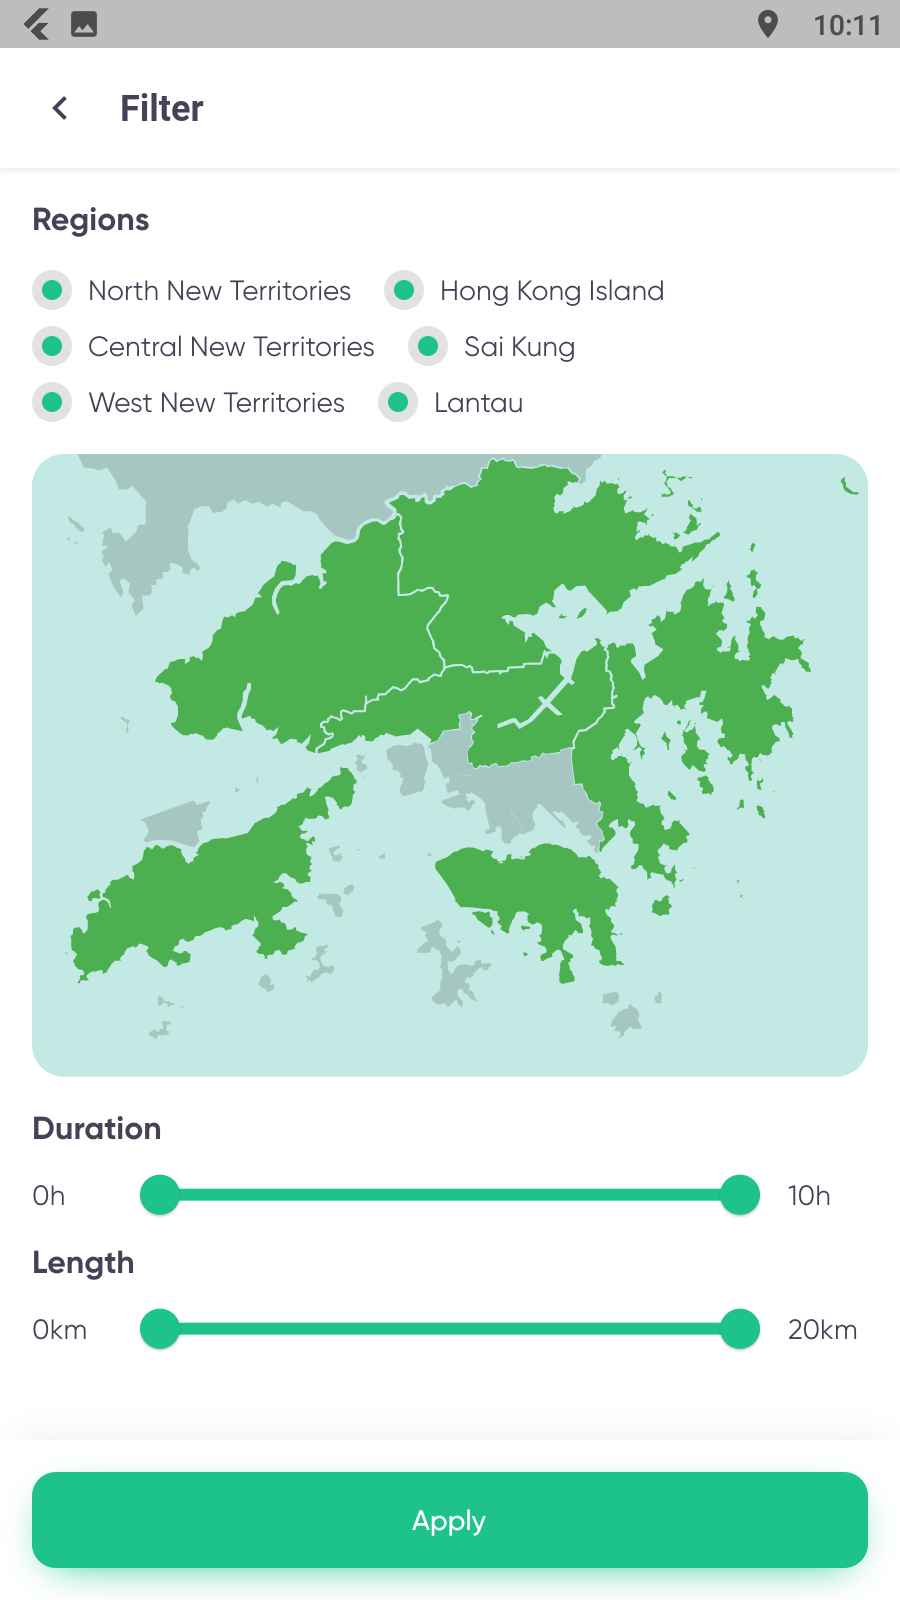 10:11
Filter
Regions
North New Territories Hong Kong Island
Central New Territories Sai Kung
West New Territories Lantau
Duration
0h 10h
Length
0km 20km
Apply